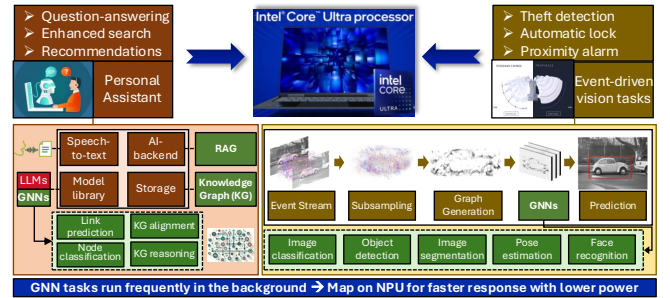 ➢ Question-answering
➢ Enhanced search
➢ Recommendations
Personal
Assistant
Intel® Core™ Ultra processor
intel
CORE
ULTRA
➢ Theft detection
➢ Automatic lock
➢ Proximity alarm
Event-driven
vision tasks
Speech-
to-text
AI-
backend
RAG
LLMs
GNNs
Model
library
Storage
Knowledge
Graph (KG)
Link
prediction
KG alignment
Node
classification
KG reasoning
Event Stream
Subsampling
Graph
Generation
GNNs
Prediction
Image
classification
Object
detection
Image
segmentation
Pose
estimation
Face
recognition
GNN tasks run frequently in the background → Map on NPU for faster response with lower power